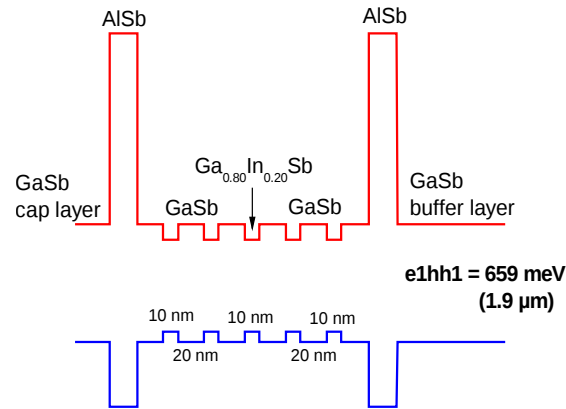 AlSb
AlSb
Ga0.80In0.20Sb
GaSb
cap layer
GaSb
GaSb
GaSb
buffer layer
e1hh1 = 659 meV
(1.9 µm)
10 nm
10 nm
10 nm
20 nm
20 nm